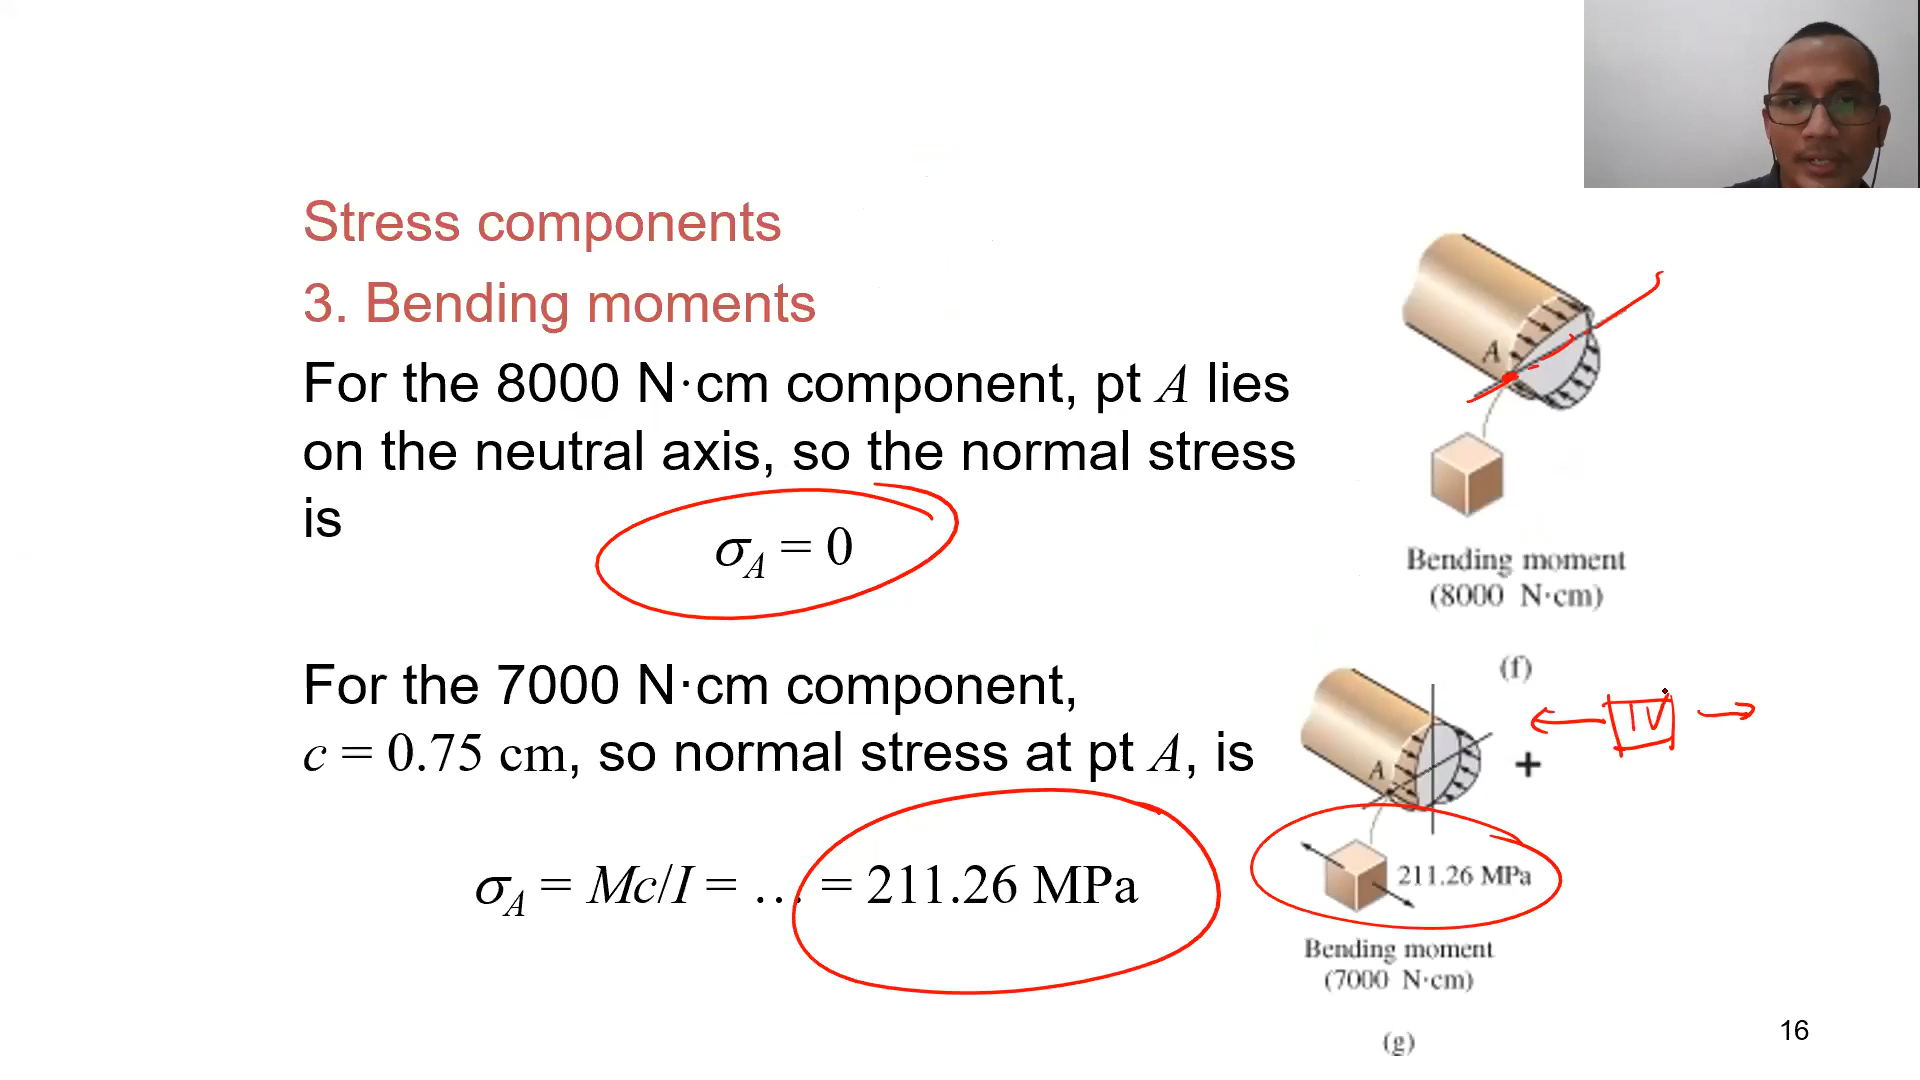 Stress components
3. Bending moments
For the 8000 N·cm component, pt A lies
on the neutral axis, so the normal stress
is
σA = 0
For the 7000 N·cm component,
c = 0.75 cm, so normal stress at pt A, is
σA = Mc/I = … = 211.26 MPa
A
Bending moment
(8000 N·cm)
(f)
A
+
211.26 MPa
Bending moment
(7000 N·cm)
(g)
16